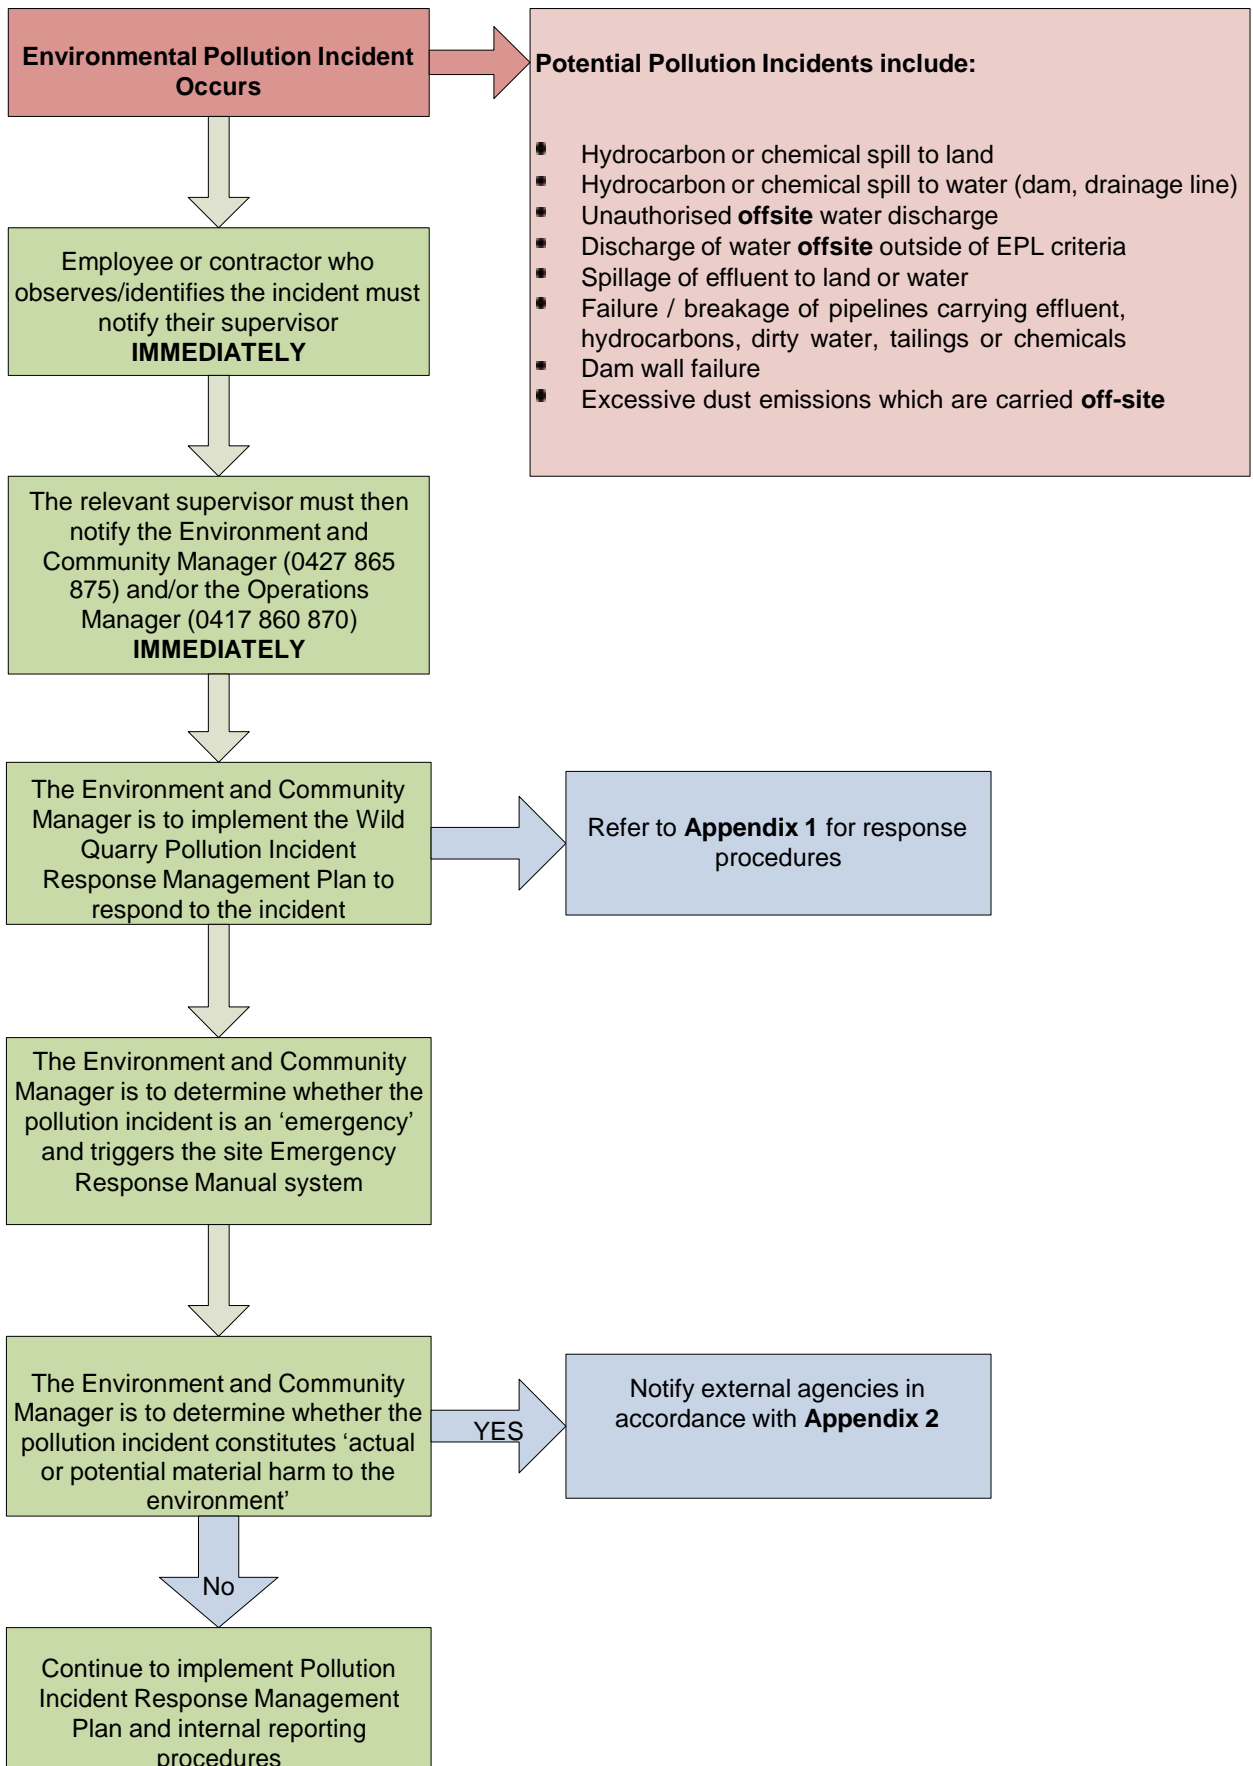 Environmental Pollution Incident
Occurs
Potential Pollution Incidents include:
Hydrocarbon or chemical spill to land
Hydrocarbon or chemical spill to water (dam, drainage line)
Unauthorised offsite water discharge
Discharge of water offsite outside of EPL criteria
Spillage of effluent to land or water
Failure / breakage of pipelines carrying effluent,
hydrocarbons, dirty water, tailings or chemicals
Dam wall failure
Excessive dust emissions which are carried off-site
Employee or contractor who
observes/identifies the incident must
notify their supervisor
IMMEDIATELY
The relevant supervisor must then
notify the Environment and
Community Manager (0427 865
875) and/or the Operations
Manager (0417 860 870)
IMMEDIATELY
The Environment and Community
Manager is to implement the Wild
Quarry Pollution Incident
Response Management Plan to
respond to the incident
Refer to Appendix 1 for response
procedures
The Environment and Community
Manager is to determine whether the
pollution incident is an ‘emergency’
and triggers the site Emergency
Response Manual system
The Environment and Community
Manager is to determine whether the
pollution incident constitutes ‘actual
or potential material harm to the
environment’
YES
Notify external agencies in
accordance with Appendix 2
No
Continue to implement Pollution
Incident Response Management
Plan and internal reporting
procedures